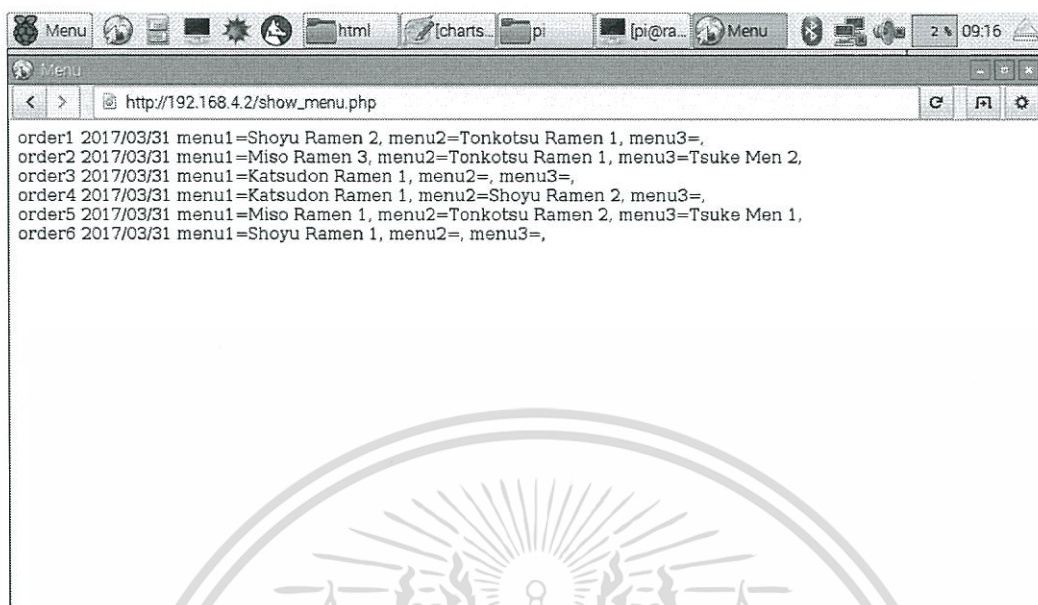 Menu html [charts... pi [pi@ra... Menu 2 % 09:16
Menu
http://192.168.4.2/show_menu.php
order1 2017/03/31 menu1=Shoyu Ramen 2, menu2=Tonkotsu Ramen 1, menu3=,
order2 2017/03/31 menu1=Miso Ramen 3, menu2=Tonkotsu Ramen 1, menu3=Tsuke Men 2,
order3 2017/03/31 menu1=Katsudon Ramen 1, menu2=, menu3=,
order4 2017/03/31 menu1=Katsudon Ramen 1, menu2=Shoyu Ramen 2, menu3=,
order5 2017/03/31 menu1=Miso Ramen 1, menu2=Tonkotsu Ramen 2, menu3=Tsuke Men 1,
order6 2017/03/31 menu1=Shoyu Ramen 1, menu2=, menu3=,